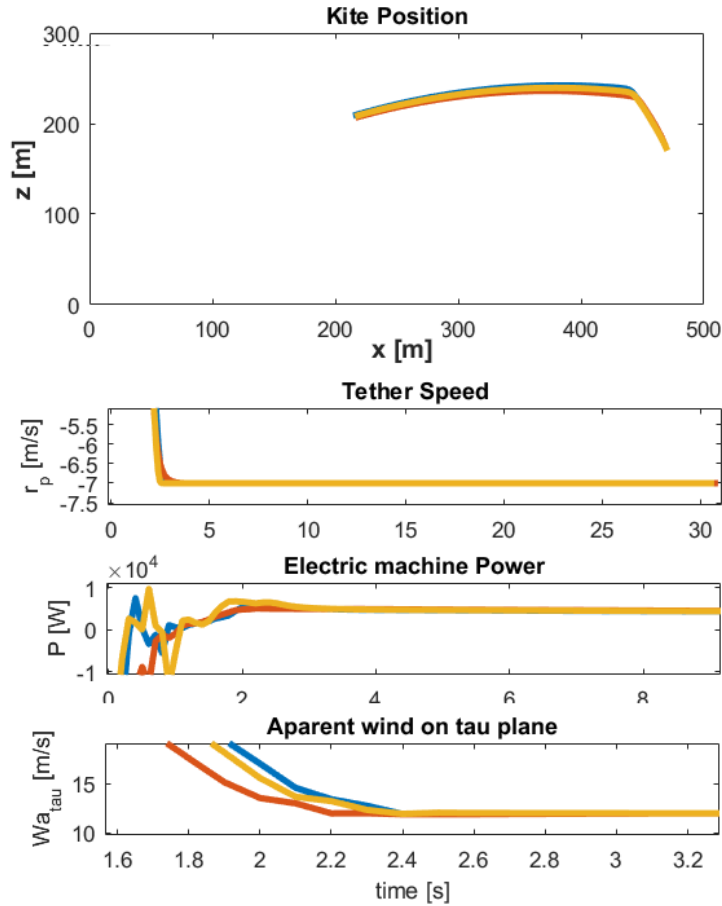 Kite Position
300
200
100
0
z [m]
0 100 200 300 400 500
x [m]
Tether Speed
-5.5
-6
-6.5
-7
-7.5
r_p [m/s]
0 5 10 15 20 25 30
×10^4
Electric machine Power
1
0
-1
P [W]
0 2 4 6 8
Aparent wind on tau plane
15
10
Wa_tau [m/s]
1.6 1.8 2 2.2 2.4 2.6 2.8 3 3.2
time [s]